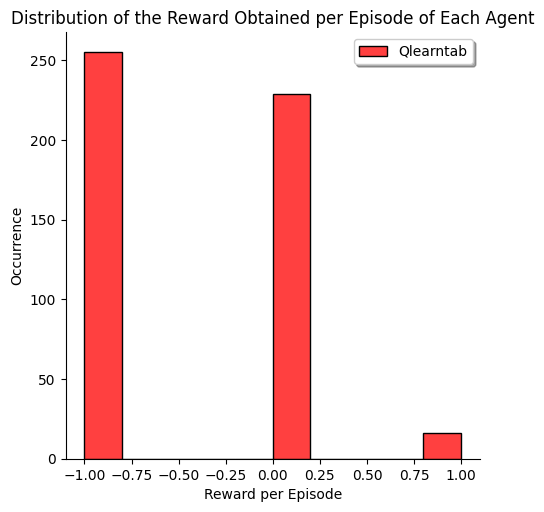 Distribution of the Reward Obtained per Episode of Each Agent
Qlearntab
250
200
150
100
50
0
Occurrence
−1.00 −0.75 −0.50 −0.25 0.00 0.25 0.50 0.75 1.00
Reward per Episode